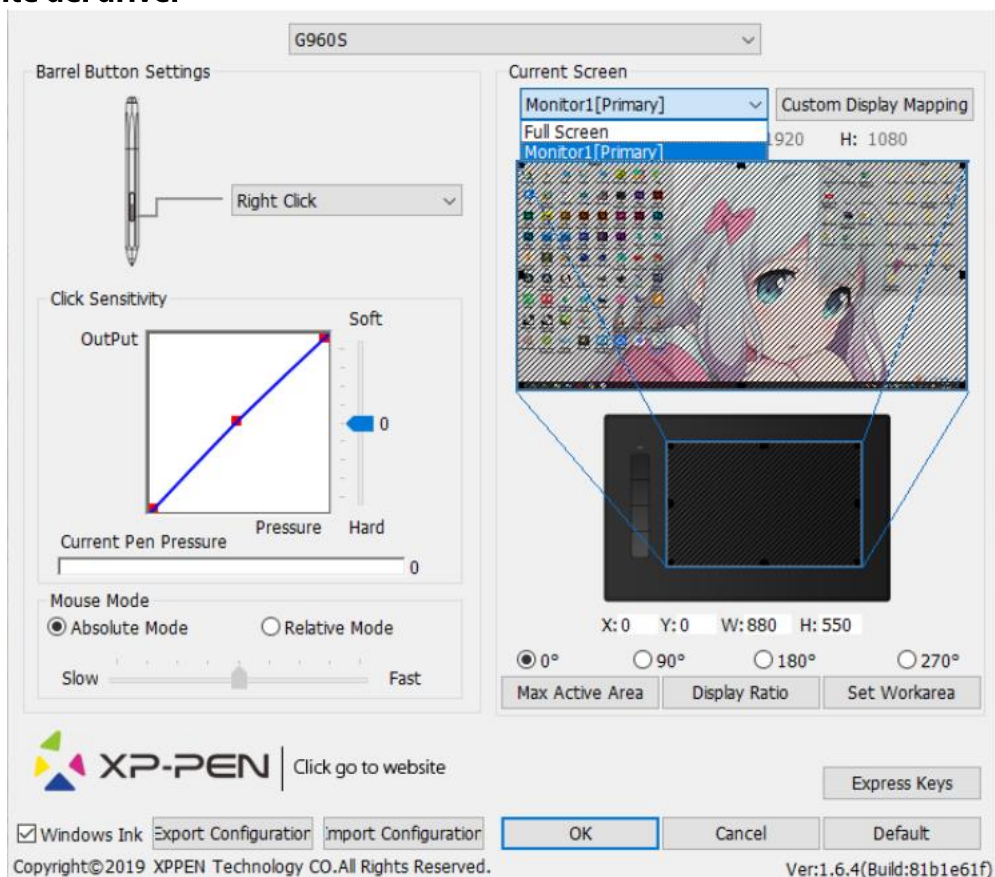 G960S
Barrel Button Settings
Right Click
Click Sensitivity
OutPut
Soft
0
Pressure
Hard
Current Pen Pressure
0
Mouse Mode
Absolute Mode
Relative Mode
Slow
Fast
Current Screen
Monitor1[Primary]
Custom Display Mapping
Full Screen
Monitor1[Primary]
1920 H: 1080
X: 0 Y: 0 W: 880 H: 550
0° 90° 180° 270°
Max Active Area
Display Ratio
Set Workarea
XP-PEN
Click go to website
Express Keys
Windows Ink
Export Configuration
Import Configuration
OK
Cancel
Default
Copyright©2019 XPPEN Technology CO.All Rights Reserved.
Ver:1.6.4(Build:81b1e61f)